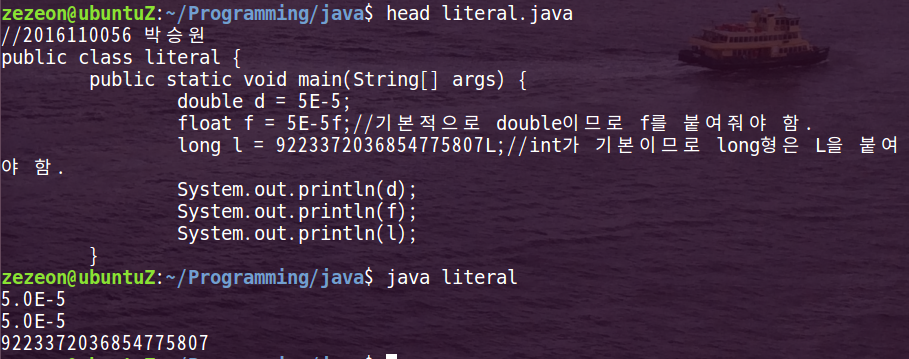 zezeon@ubuntuZ:~/Programming/java$ head literal.java
//2016110056 박승원
public class literal {
        public static void main(String[] args) {
                double d = 5E-5;
                float f = 5E-5f;//기본적으로 double이므로 f를 붙여줘야 함.
                long l = 9223372036854775807L;//int가 기본이므로 long형은 L을 붙여
야 함.
                System.out.println(d);
                System.out.println(f);
                System.out.println(l);
        }
zezeon@ubuntuZ:~/Programming/java$ java literal
5.0E-5
5.0E-5
9223372036854775807
zezeon@ubuntuZ:~/Programming/java$